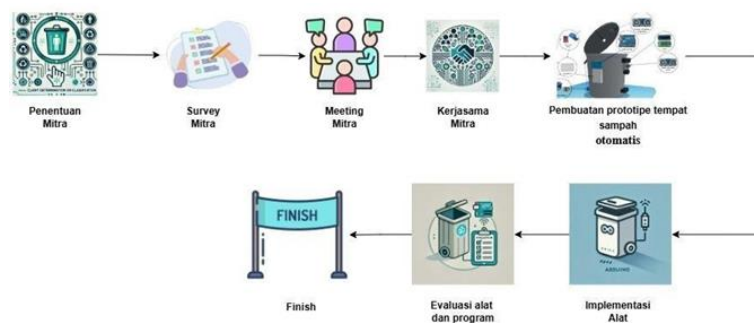 Penentuan
Mitra
Survey
Mitra
Meeting
Mitra
Kerjasama
Mitra
Pembuatan prototipe tempat
sampah
otomatis
FINISH
Finish
Evaluasi alat
dan program
Implementasi
Alat